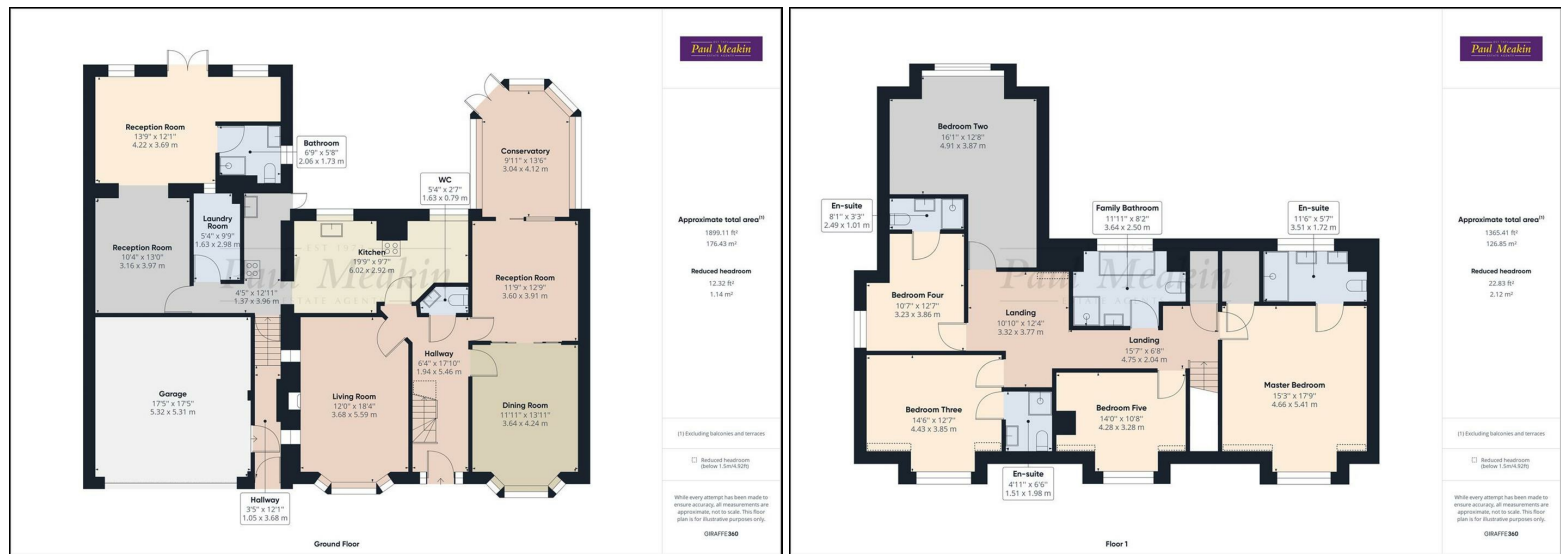 Reception Room
13'9" x 12'1"
4.22 x 3.69 m
Bathroom
6'9" x 5'8"
2.06 x 1.73 m
Conservatory
9'11" x 13'6"
3.04 x 4.12 m
WC
5'4" x 2'7"
1.63 x 0.79 m
Laundry
Room
5'4" x 9'9"
1.63 x 2.98 m
Reception Room
10'4" x 13'0"
3.16 x 3.97 m
Kitchen
19'9" x 9'7"
6.02 x 2.92 m
Reception Room
11'9" x 12'9"
3.60 x 3.91 m
4'5" x 12'11"
1.37 x 3.96 m
Paul Meakin
ESTATE AGENTS
Hallway
6'4" x 17'10"
1.94 x 5.46 m
Garage
17'5" x 17'5"
5.32 x 5.31 m
Living Room
12'0" x 18'4"
3.68 x 5.59 m
Dining Room
11'11" x 13'11"
3.64 x 4.24 m
Hallway
3'5" x 12'1"
1.05 x 3.68 m
Ground Floor
Paul Meakin
Approximate total area(1)
1899.11 ft²
176.43 m²
Reduced headroom
12.32 ft²
1.14 m²
(1) Excluding balconies and terraces
Reduced headroom
(below 1.5m/4.92ft)
While every attempt has been made to
ensure accuracy, all measurements are
approximate, not to scale. This floor
plan is for illustrative purposes only.
GIRAFFE360
Bedroom Two
16'1" x 12'8"
4.91 x 3.87 m
En-suite
8'1" x 3'3"
2.49 x 1.01 m
Family Bathroom
11'11" x 8'2"
3.64 x 2.50 m
En-suite
11'6" x 5'7"
3.51 x 1.72 m
Bedroom Four
10'7" x 12'7"
3.23 x 3.86 m
Landing
10'10" x 12'4"
3.32 x 3.77 m
Landing
15'7" x 6'8"
4.75 x 2.04 m
Paul Meakin
ESTATE AGENTS
Master Bedroom
15'3" x 17'9"
4.66 x 5.41 m
Bedroom Three
14'6" x 12'7"
4.43 x 3.85 m
Bedroom Five
14'0" x 10'8"
4.28 x 3.28 m
En-suite
4'11" x 6'6"
1.51 x 1.98 m
Floor 1
Paul Meakin
Approximate total area(1)
1365.41 ft²
126.85 m²
Reduced headroom
22.83 ft²
2.12 m²
(1) Excluding balconies and terraces
Reduced headroom
(below 1.5m/4.92ft)
While every attempt has been made to
ensure accuracy, all measurements are
approximate, not to scale. This floor
plan is for illustrative purposes only.
GIRAFFE360